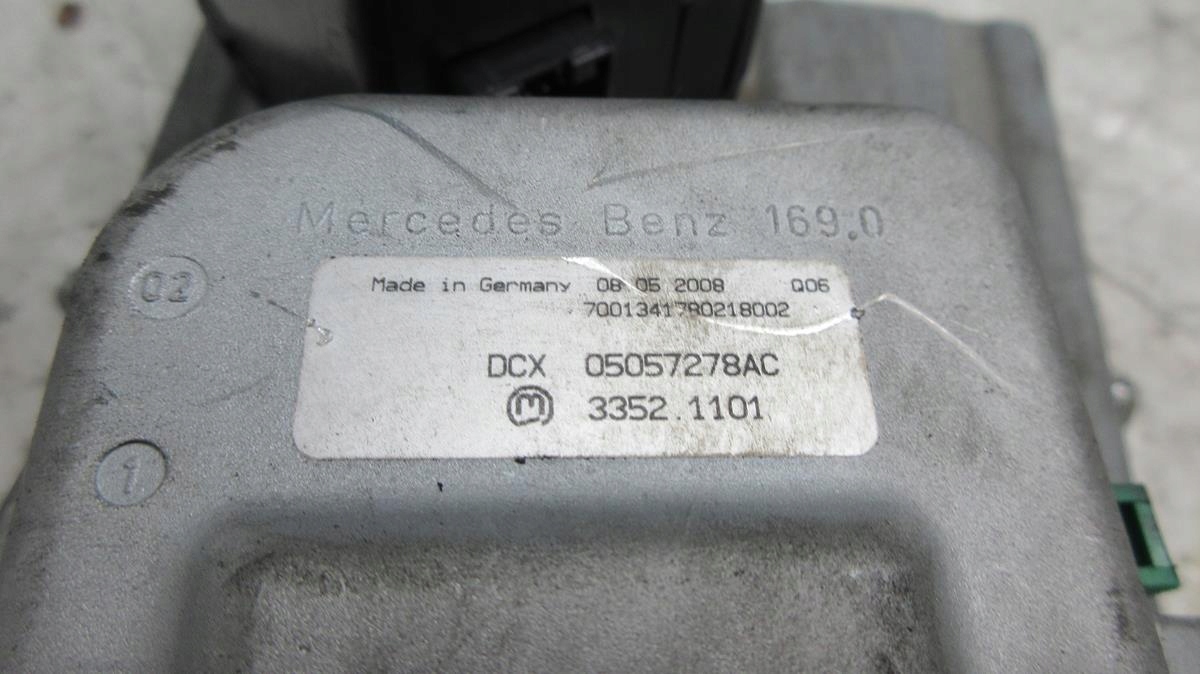 Mercedes Benz 169.0
02
Made in Germany 08 05 2008 Q06
7001341780218002
DCX 05057278AC
m 3352.1101
1